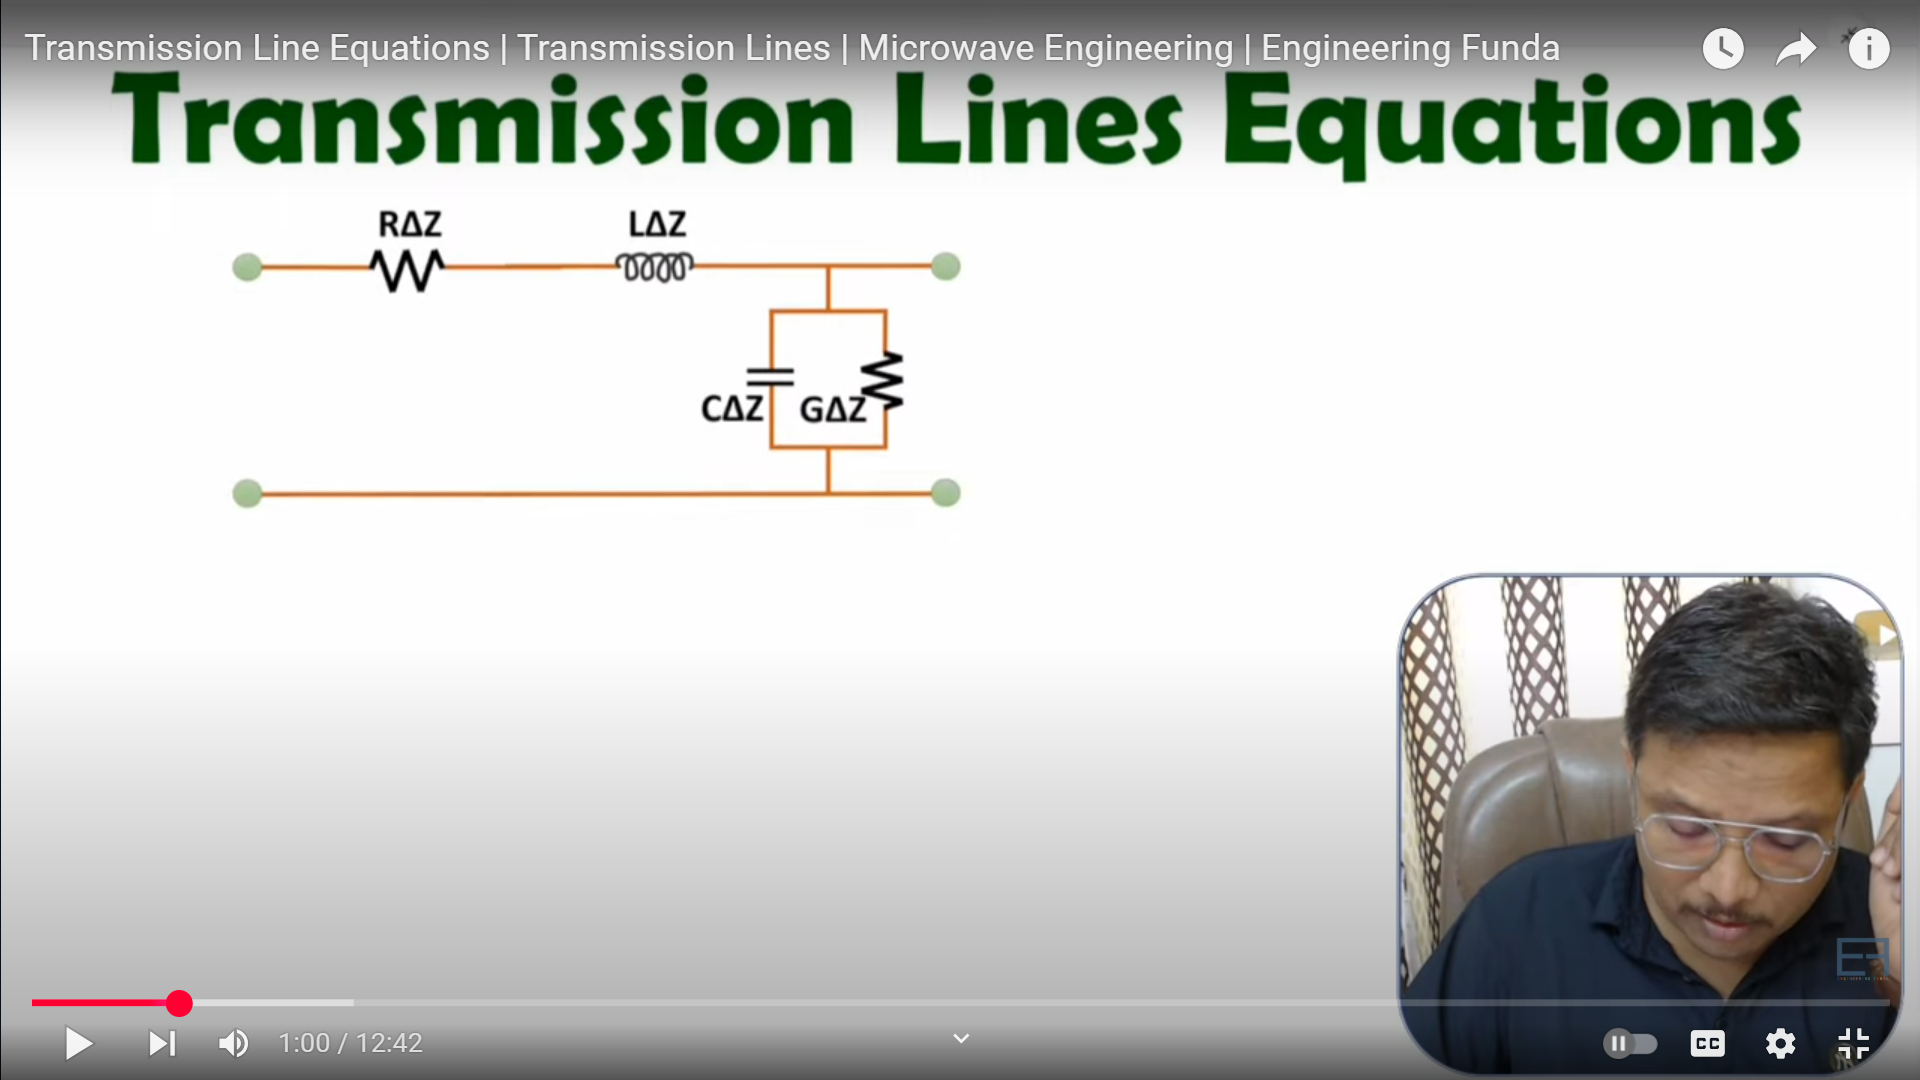 Transmission Line Equations | Transmission Lines | Microwave Engineering | Engineering Funda
Transmission Lines Equations
RΔZ
LΔZ
CΔZ
GΔZ
1:00 / 12:42
CC